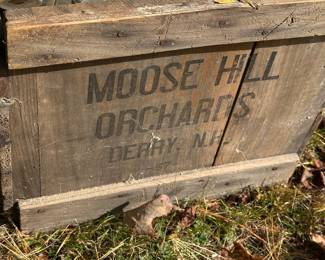 MOOSE HILL
ORCHARDS
DERRY, N.H.